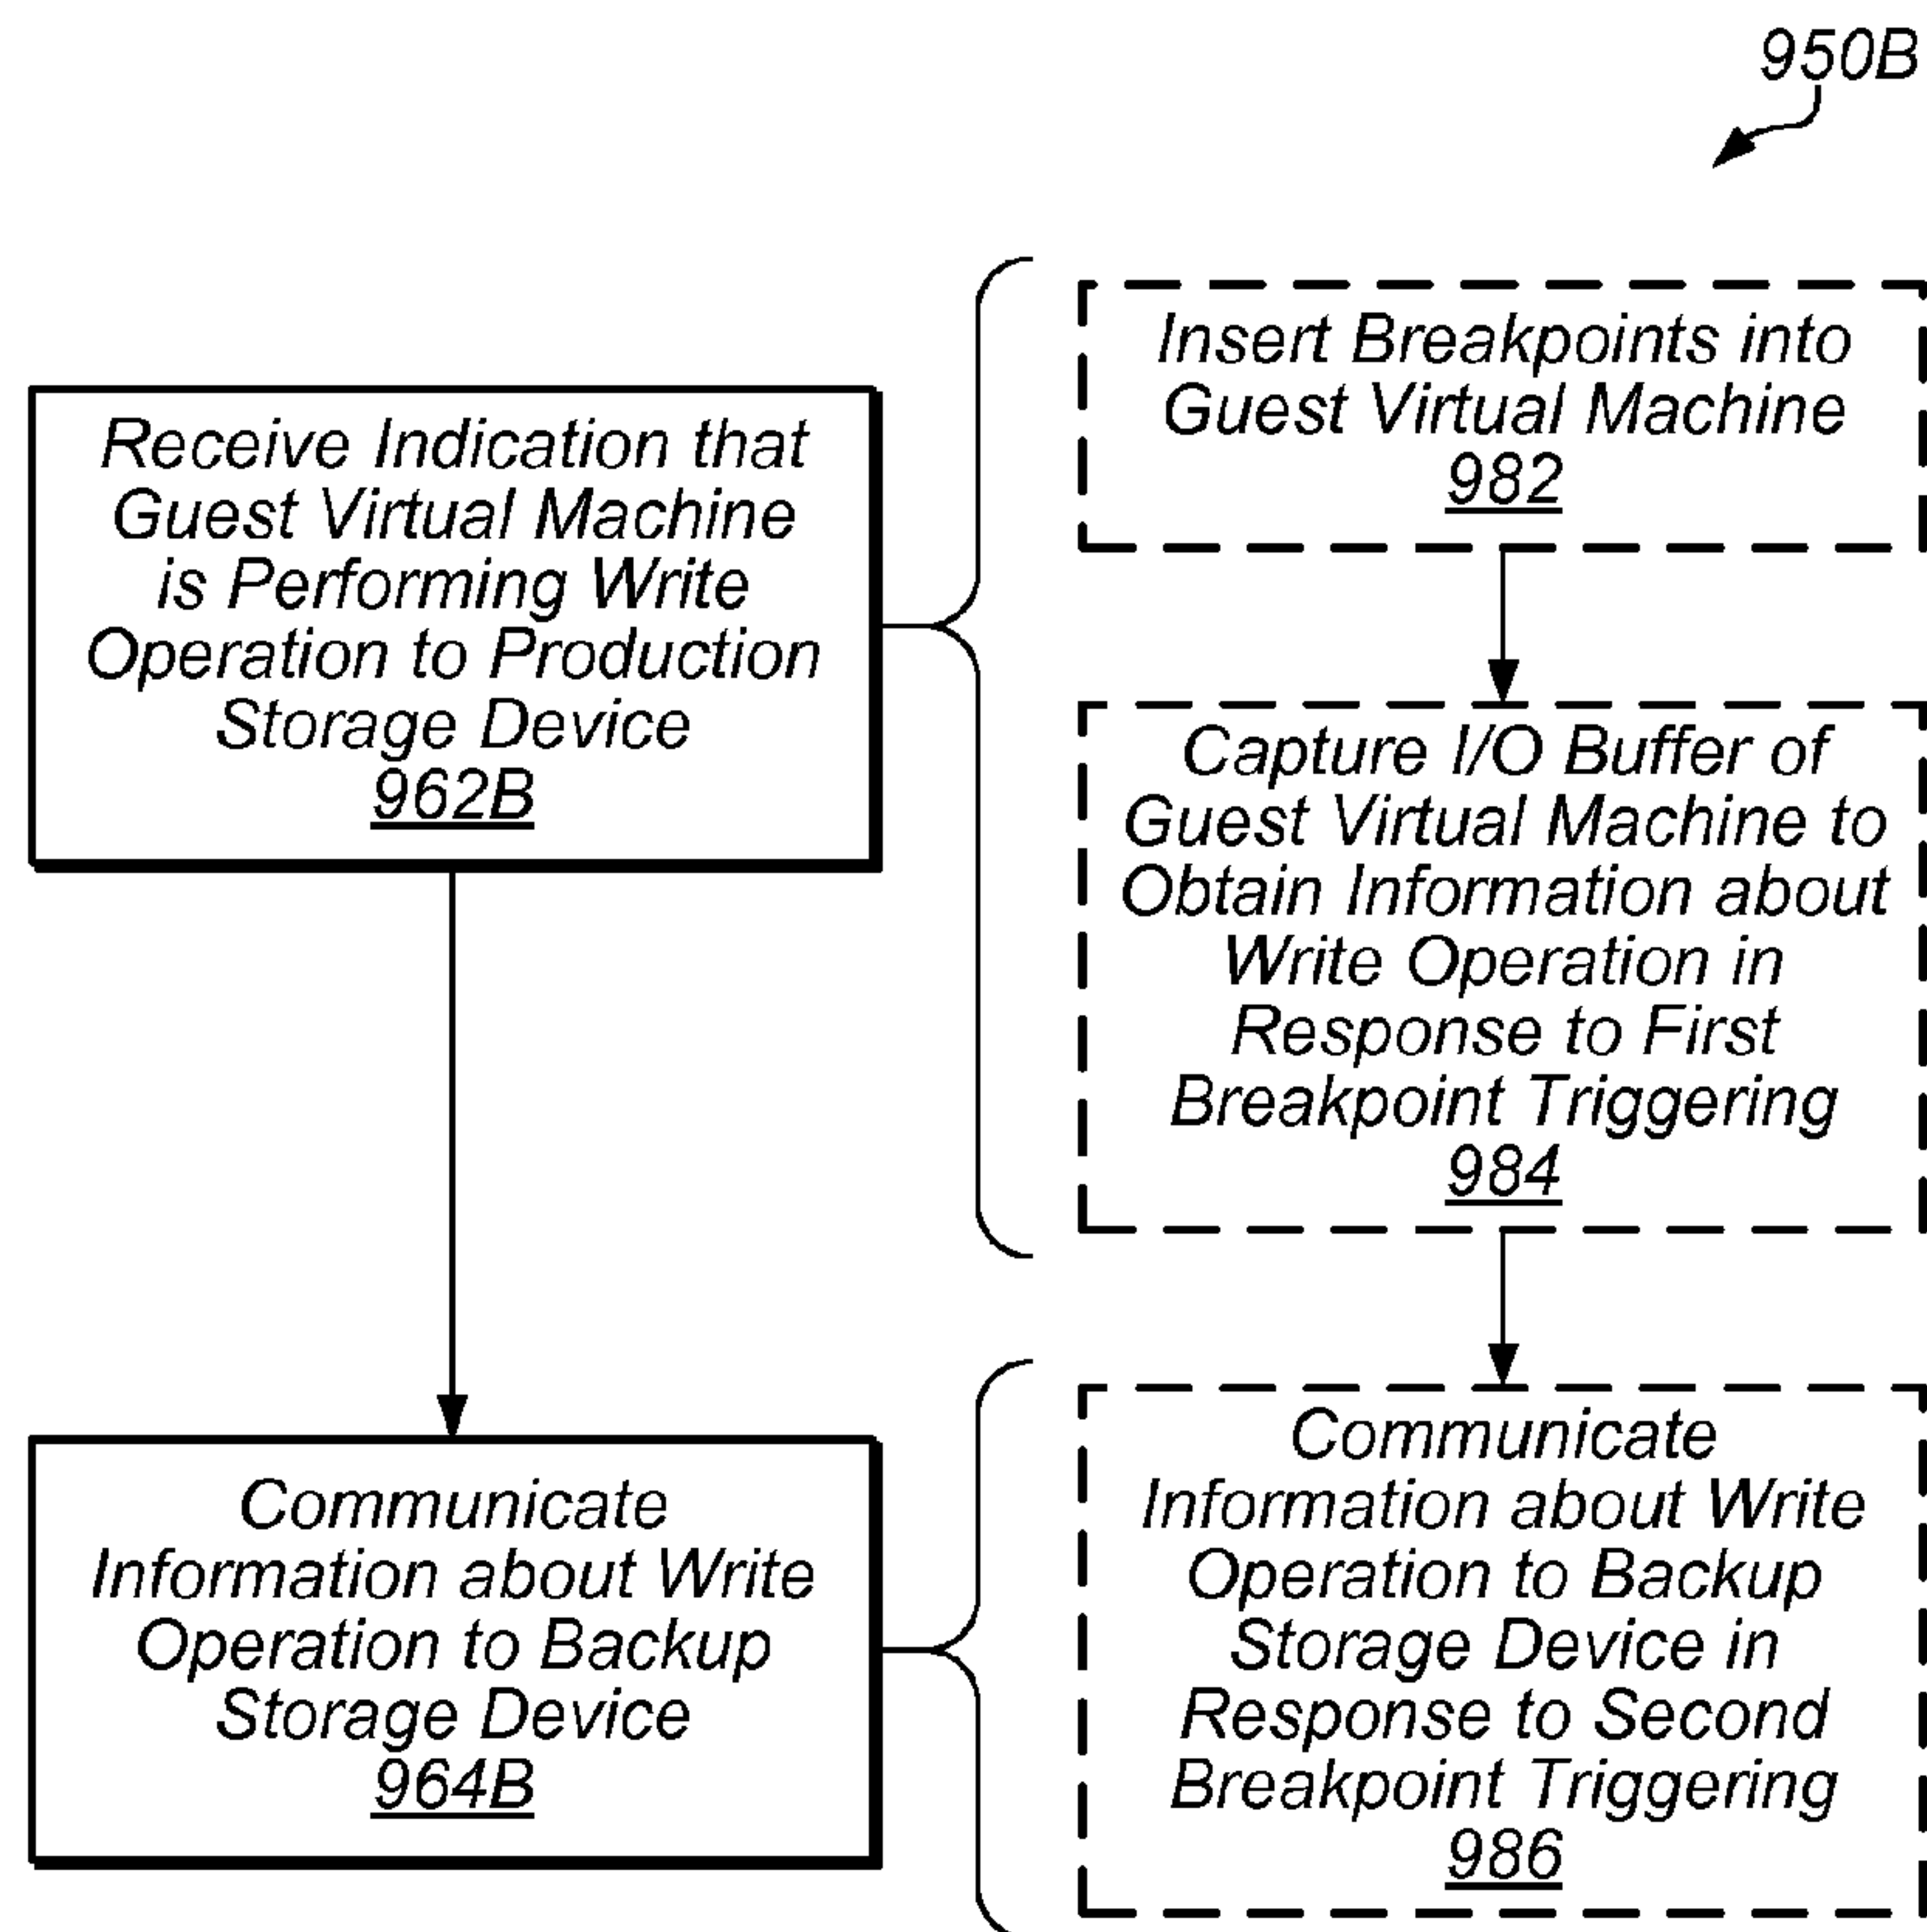 950B
Receive Indication that
Guest Virtual Machine
is Performing Write
Operation to Production
Storage Device
962B
Insert Breakpoints into
Guest Virtual Machine
982
Capture I/O Buffer of
Guest Virtual Machine to
Obtain Information about
Write Operation in
Response to First
Breakpoint Triggering
984
Communicate
Information about Write
Operation to Backup
Storage Device
964B
Communicate
Information about Write
Operation to Backup
Storage Device in
Response to Second
Breakpoint Triggering
986